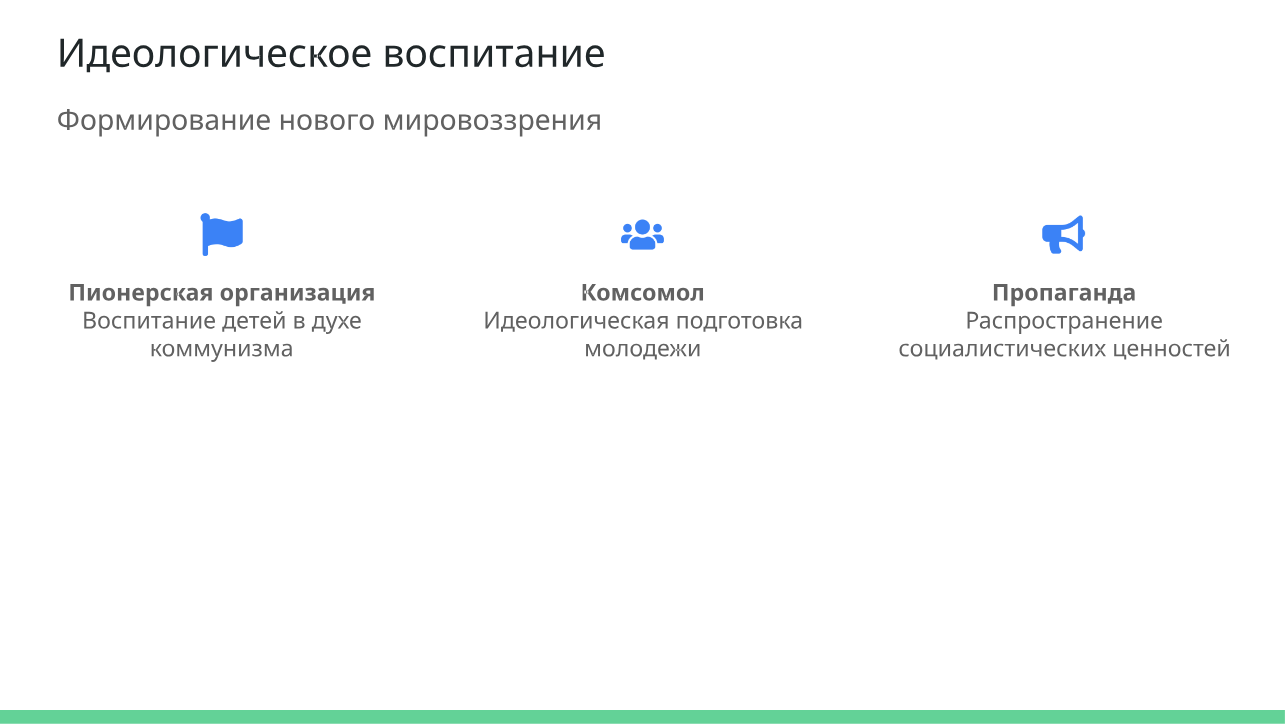 Идеологическое воспитание
Формирование нового мировоззрения
Пионерская организация
Воспитание детей в духе
коммунизма
Комсомол
Идеологическая подготовка
молодежи
Пропаганда
Распространение
социалистических ценностей